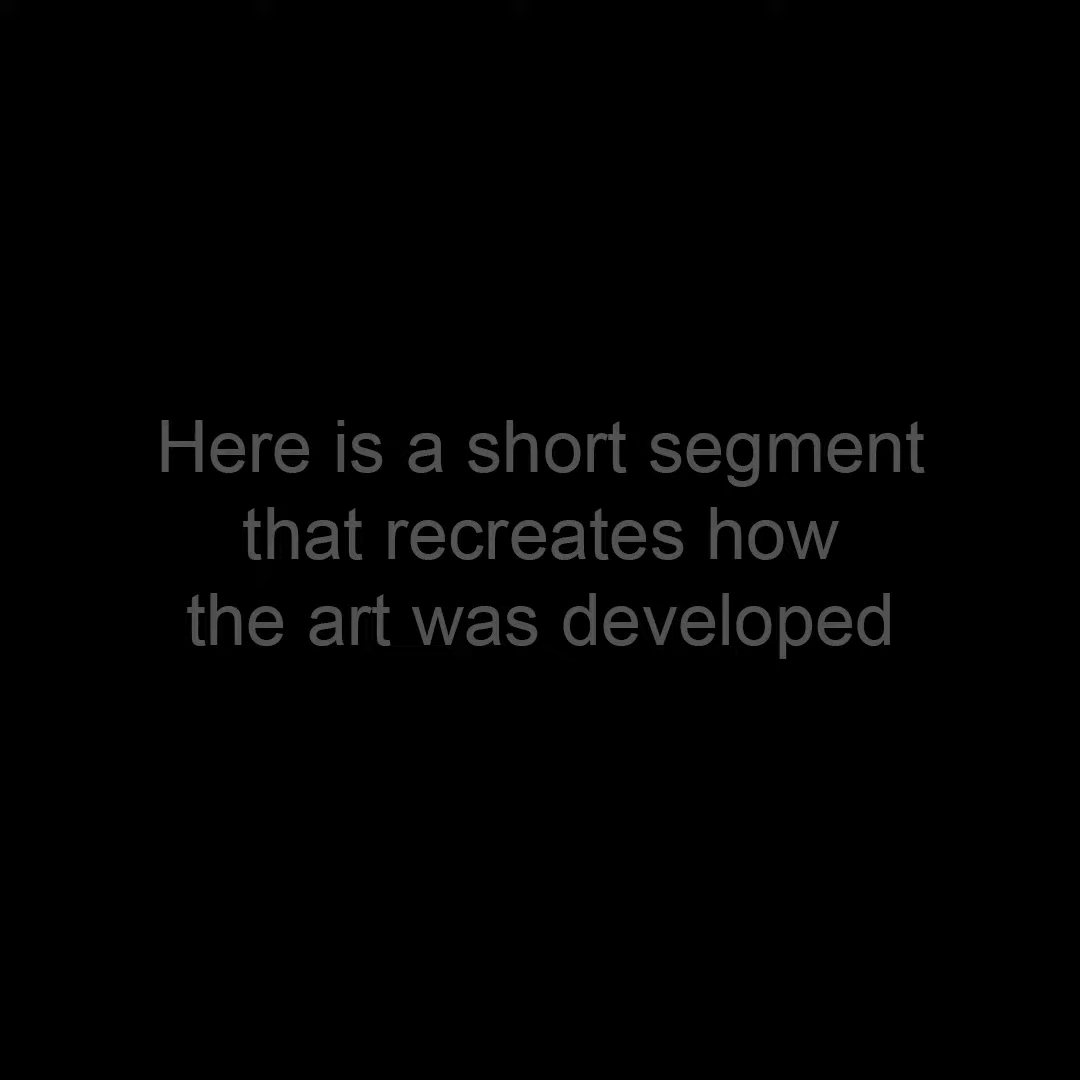 Here is a short segment
that recreates how
the art was developed